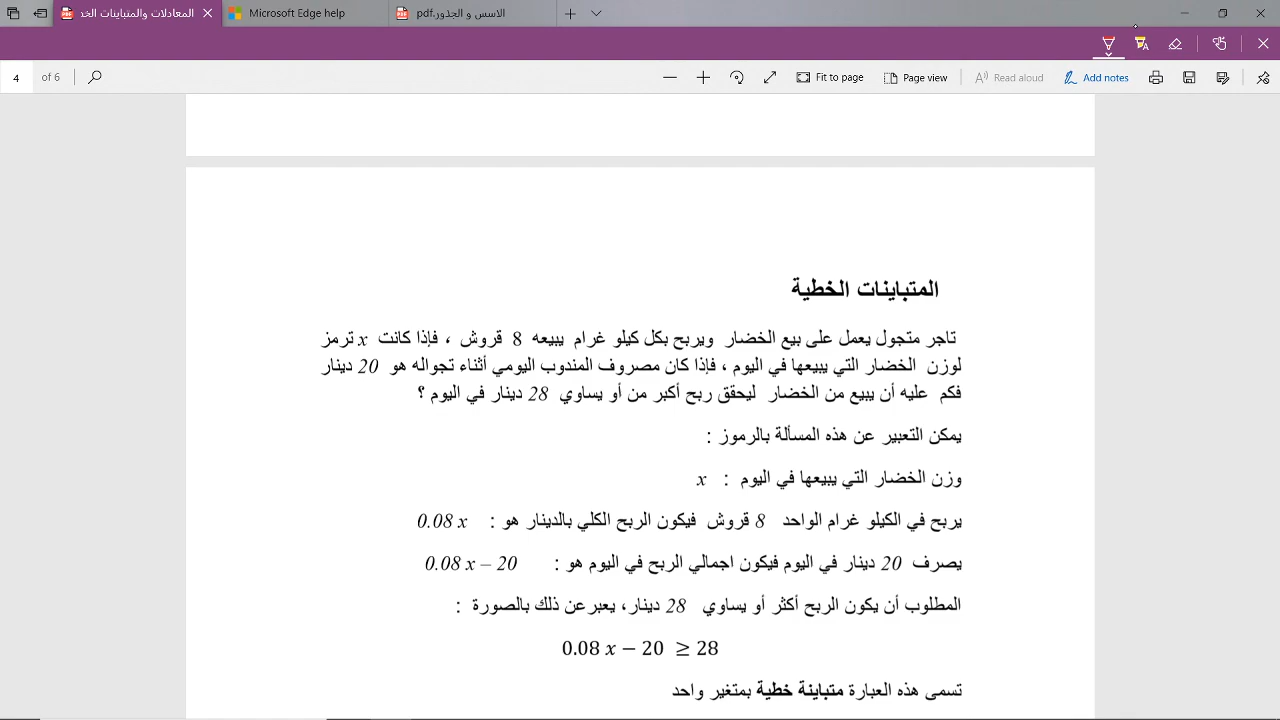 المعادلات والمتباينات الخد
Microsoft Edge help
الاسس و الجذور.pdf
4 of 6
Fit to page
Page view
Read aloud
Add notes
المتباينات الخطية
تاجر متجول يعمل على بيع الخضار ويربح بكل كيلو غرام يبيعه 8 قروش ، فإذا كانت x ترمز
لوزن الخضار التي يبيعها في اليوم ، فإذا كان مصروف المندوب اليومي أثناء تجواله هو 20 دينار
فكم عليه أن يبيع من الخضار ليحقق ربح أكبر من أو يساوي 28 دينار في اليوم ؟
يمكن التعبير عن هذه المسألة بالرموز :
وزن الخضار التي يبيعها في اليوم : x
يربح في الكيلو غرام الواحد 8 قروش فيكون الربح الكلي بالدينار هو : 0.08 x
يصرف 20 دينار في اليوم فيكون اجمالي الربح في اليوم هو : 0.08 x – 20
المطلوب أن يكون الربح أكثر أو يساوي 28 دينار، يعبرعن ذلك بالصورة :
0.08 x − 20 ≥ 28
تسمى هذه العبارة متباينة خطية بمتغير واحد